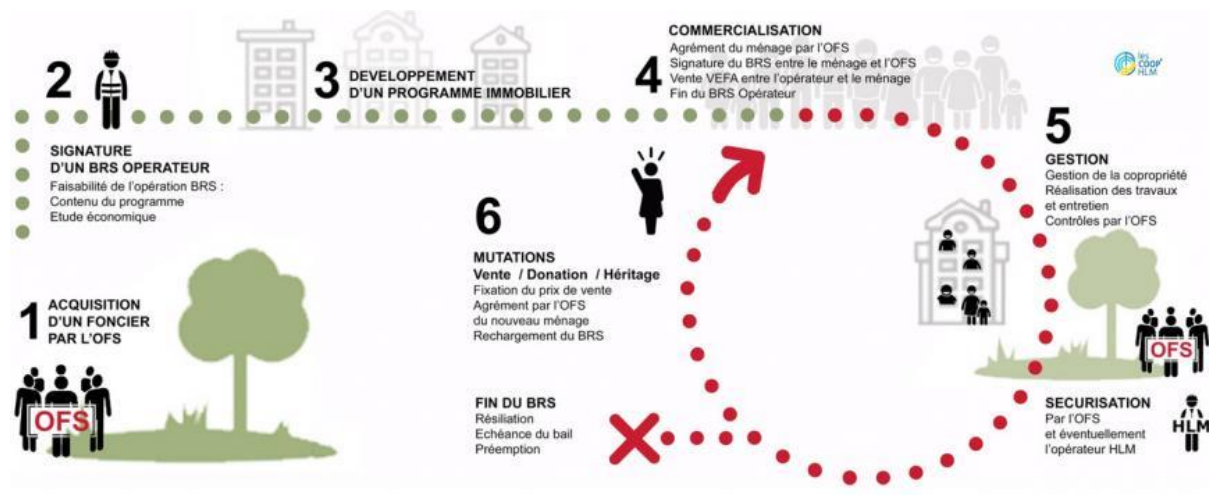 1
ACQUISITION
D'UN FONCIER
PAR L'OFS
OFS
2
SIGNATURE
D'UN BRS OPERATEUR
Faisabilité de l'opération BRS :
Contenu du programme
Etude économique
3
DEVELOPPEMENT
D'UN PROGRAMME IMMOBILIER
4
COMMERCIALISATION
Agrément du ménage par l'OFS
Signature du BRS entre le ménage et l'OFS
Vente VEFA entre l'opérateur et le ménage
Fin du BRS Opérateur
les
COOP'
HLM
5
GESTION
Gestion de la copropriété
Réalisation des travaux
et entretien
Contrôles par l'OFS
OFS
SECURISATION
Par l'OFS
et éventuellement
l'opérateur HLM
HLM
6
MUTATIONS
Vente / Donation / Héritage
Fixation du prix de vente
Agrément par l'OFS
du nouveau ménage
Rechargement du BRS
FIN DU BRS
Résiliation
Echéance du bail
Préemption